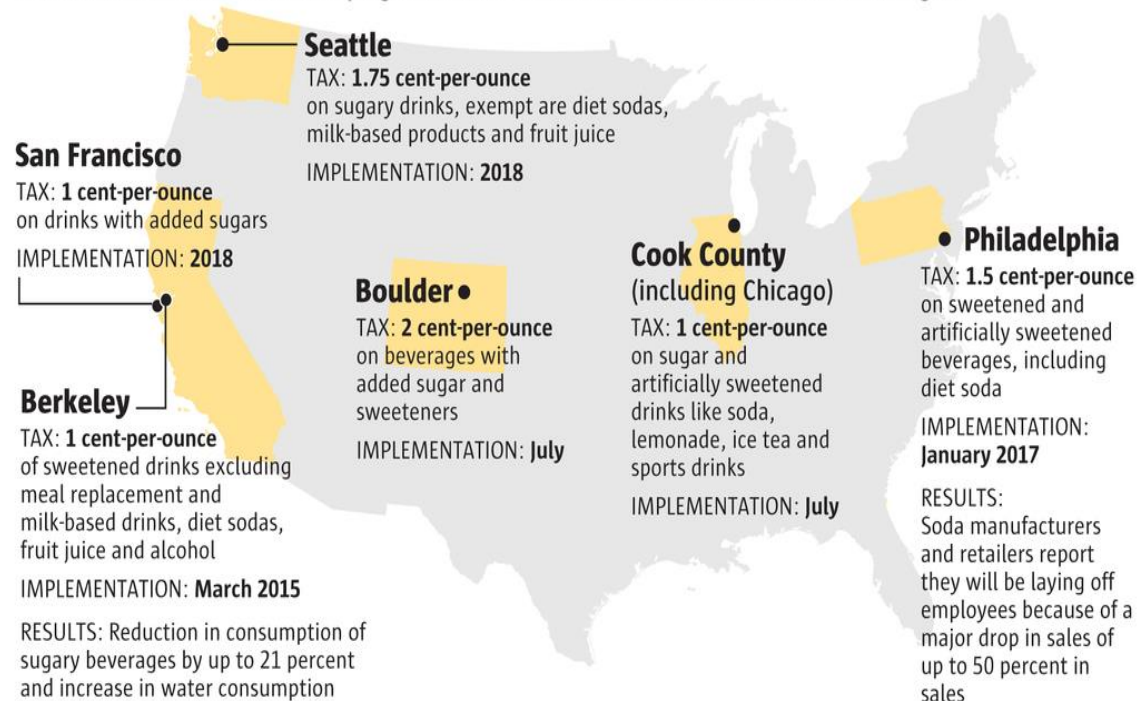 Seattle
TAX: 1.75 cent-per-ounce
on sugary drinks, exempt are diet sodas,
milk-based products and fruit juice
IMPLEMENTATION: 2018
San Francisco
TAX: 1 cent-per-ounce
on drinks with added sugars
IMPLEMENTATION: 2018
Berkeley
TAX: 1 cent-per-ounce
of sweetened drinks excluding
meal replacement and
milk-based drinks, diet sodas,
fruit juice and alcohol
IMPLEMENTATION: March 2015
RESULTS: Reduction in consumption of
sugary beverages by up to 21 percent
and increase in water consumption
Boulder
TAX: 2 cent-per-ounce
on beverages with
added sugar and
sweeteners
IMPLEMENTATION: July
Cook County
(including Chicago)
TAX: 1 cent-per-ounce
on sugar and
artificially sweetened
drinks like soda,
lemonade, ice tea and
sports drinks
IMPLEMENTATION: July
Philadelphia
TAX: 1.5 cent-per-ounce
on sweetened and
artificially sweetened
beverages, including
diet soda
IMPLEMENTATION:
January 2017
RESULTS:
Soda manufacturers
and retailers report
they will be laying off
employees because of a
major drop in sales of
up to 50 percent in
sales